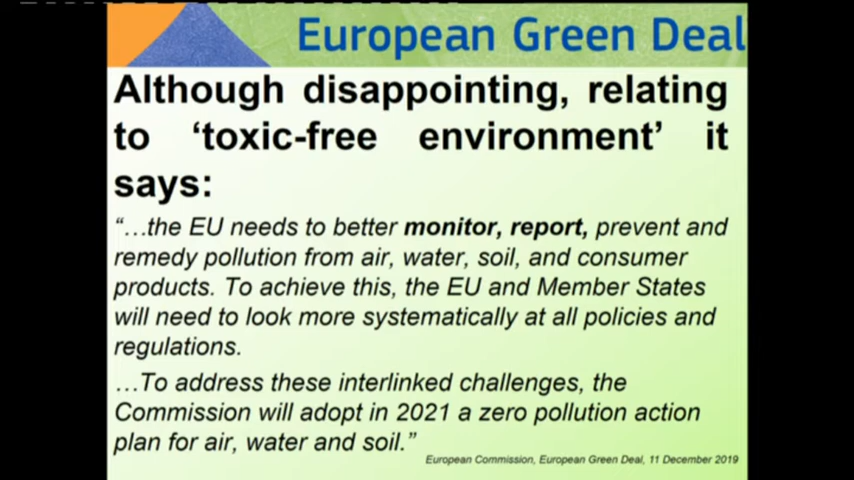 European Green Deal
Although disappointing, relating
to ‘toxic-free environment’ it
says:
“…the EU needs to better monitor, report, prevent and
remedy pollution from air, water, soil, and consumer
products. To achieve this, the EU and Member States
will need to look more systematically at all policies and
regulations.
…To address these interlinked challenges, the
Commission will adopt in 2021 a zero pollution action
plan for air, water and soil.”
European Commission, European Green Deal, 11 December 2019